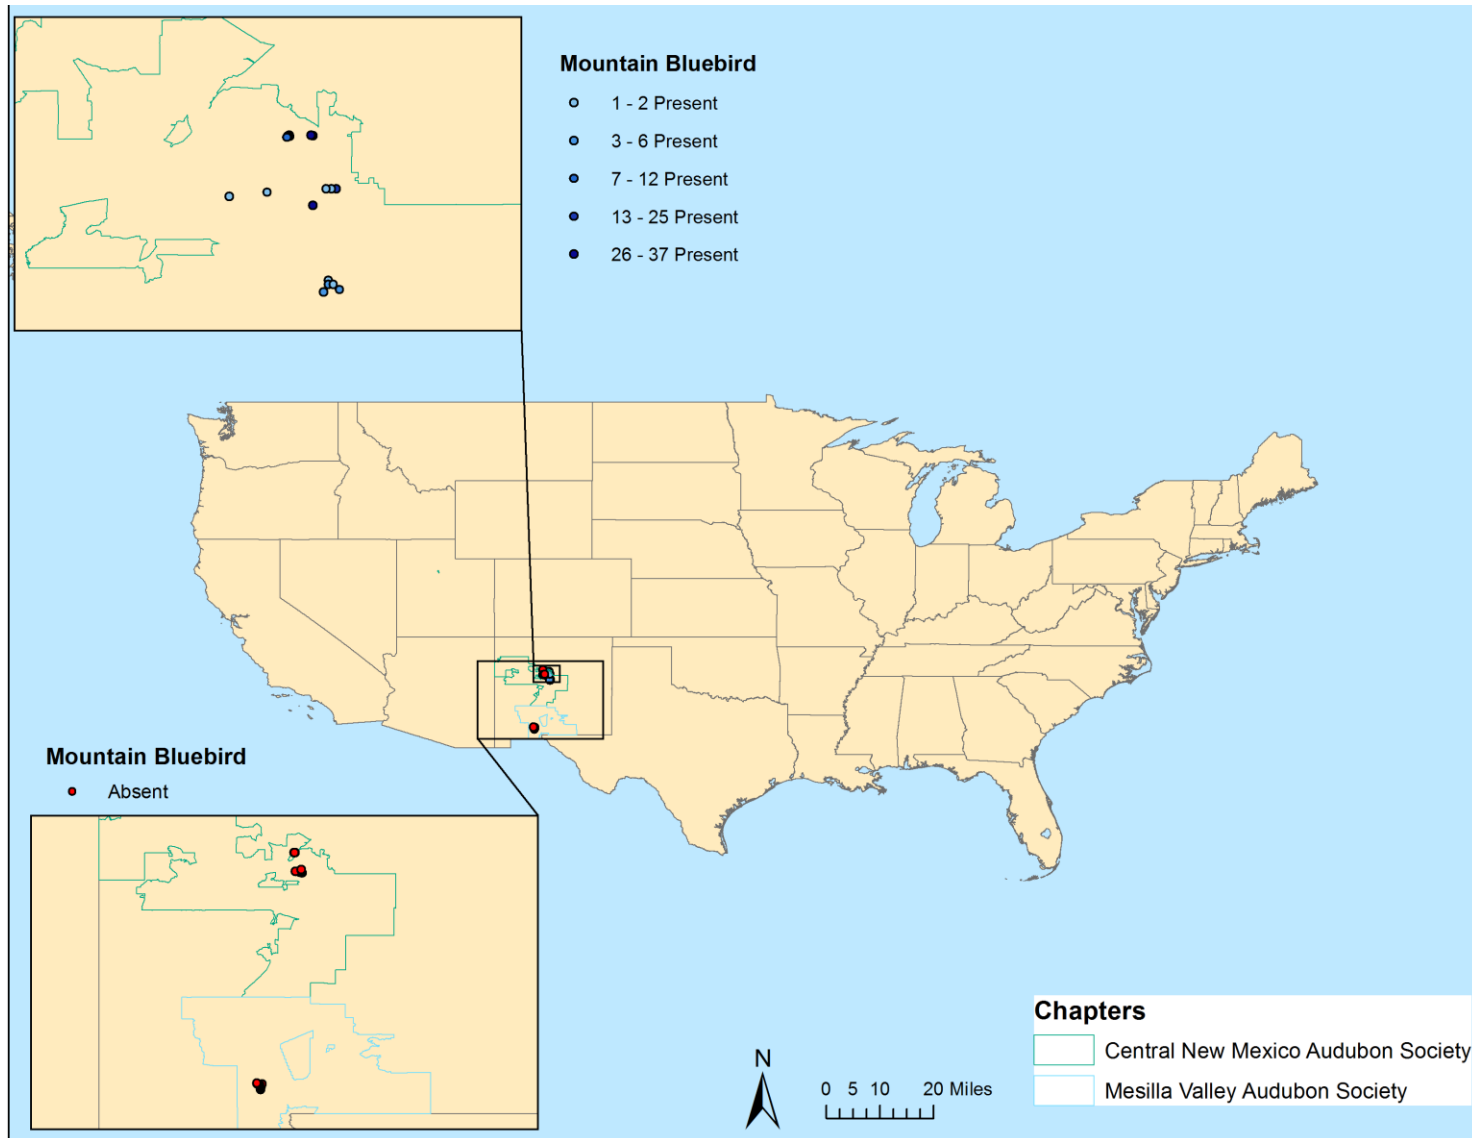 Mountain Bluebird
1 - 2 Present
3 - 6 Present
7 - 12 Present
13 - 25 Present
26 - 37 Present
Mountain Bluebird
Absent
N
0 5 10 20 Miles
Chapters
Central New Mexico Audubon Society
Mesilla Valley Audubon Society